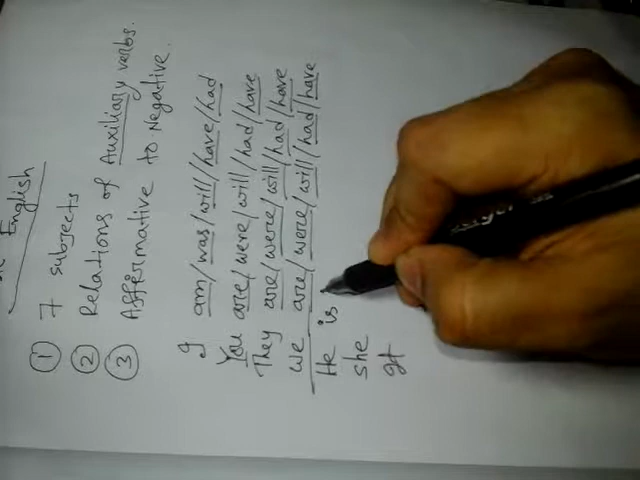 English
① 7 subjects
② Relations of Auxiliary verbs.
③ Affermative to Negative.
I am/was/will/have/had
You are/were/will/had/have
They are/were/will/had/have
We are/were/will/had/have
He is
she
It